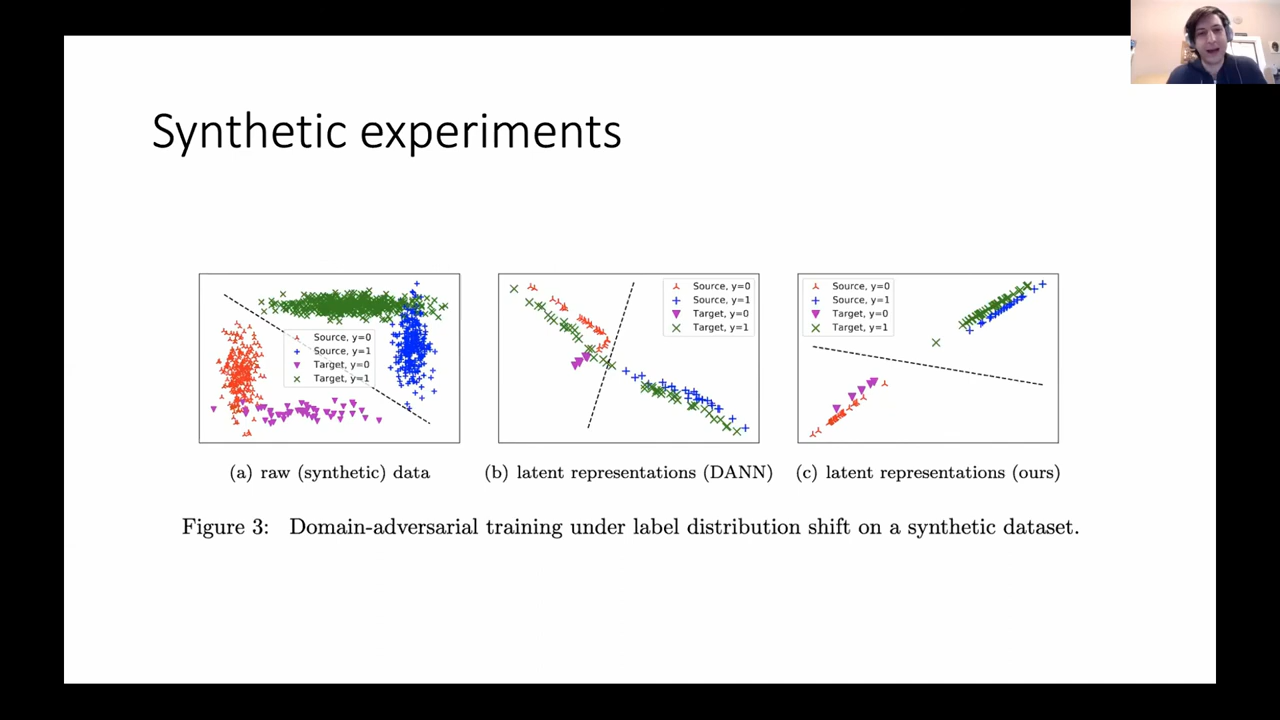 Synthetic experiments
Source, y=0
Source, y=1
Target, y=0
Target, y=1
Source, y=0
Source, y=1
Target, y=0
Target, y=1
Source, y=0
Source, y=1
Target, y=0
Target, y=1
(a) raw (synthetic) data
(b) latent representations (DANN)
(c) latent representations (ours)
Figure 3: Domain-adversarial training under label distribution shift on a synthetic dataset.